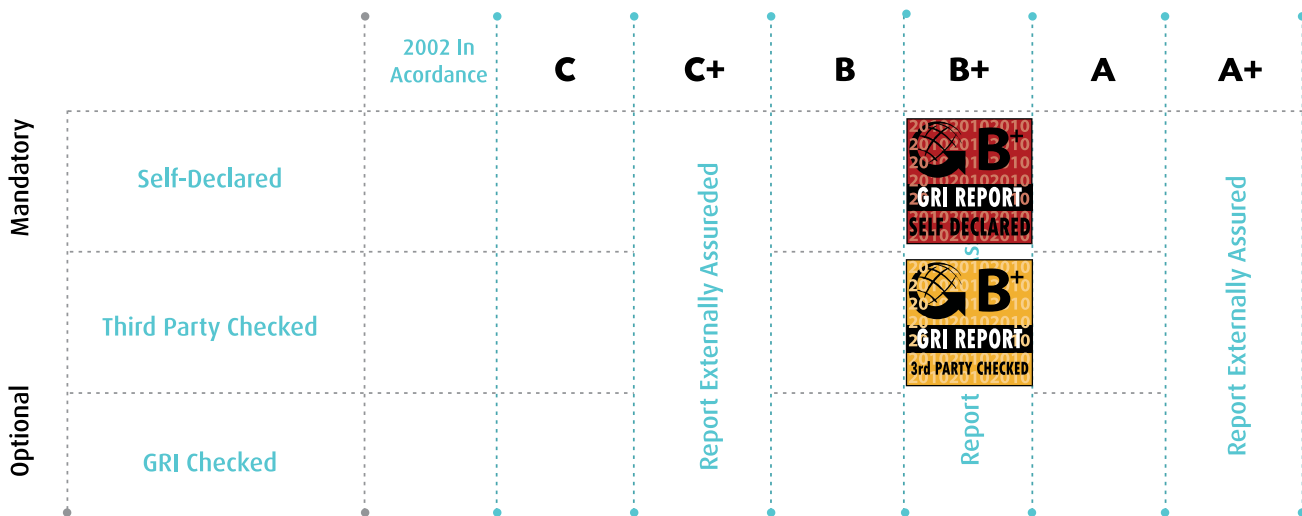 2002 In
Acordance
C
C+
B
B+
A
A+
Mandatory
Self-Declared
Third Party Checked
Optional
GRI Checked
Report Externally Assureded
B+
GRI REPORT
SELF DECLARED
B+
GRI REPORT
3rd PARTY CHECKED
Report
Report Externally Assured